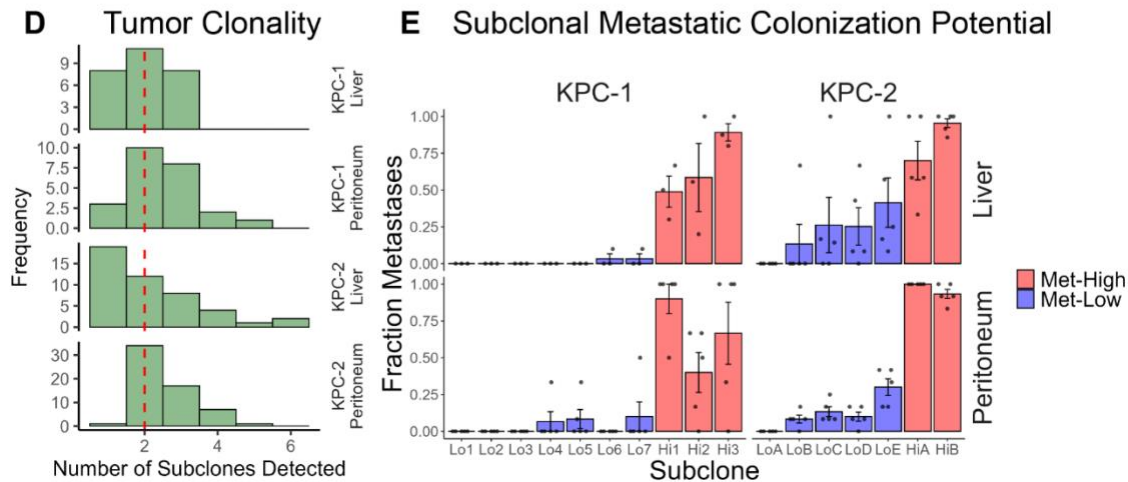 D Tumor Clonality
Frequency
9
6
3
0
KPC-1
Liver
10.0
7.5
5.0
2.5
0.0
KPC-1
Peritoneum
15
10
5
0
KPC-2
Liver
30
20
10
0
KPC-2
Peritoneum
2 4 6
Number of Subclones Detected
E Subclonal Metastatic Colonization Potential
KPC-1 KPC-2
Fraction Metastases
1.00
0.75
0.50
0.25
0.00
Liver
1.00
0.75
0.50
0.25
0.00
Peritoneum
Lo1 Lo2 Lo3 Lo4 Lo5 Lo6 Lo7 Hi1 Hi2 Hi3 LoA LoB LoC LoD LoE HiA HiB
Subclone
Met-High
Met-Low